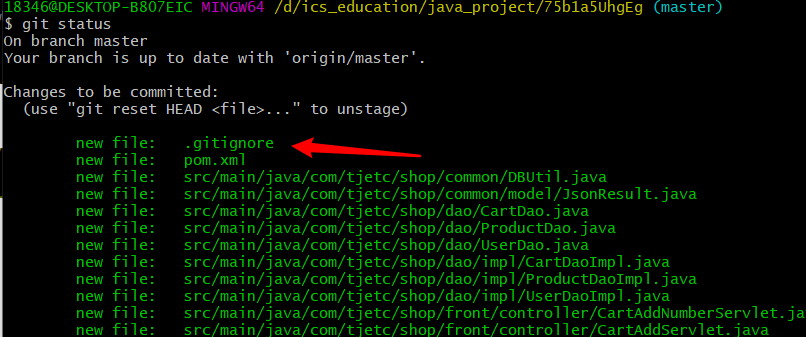 18346@DESKTOP-B807EIC MINGW64 /d/ics_education/java_project/75b1a5UhgEg (master)
$ git status
On branch master
Your branch is up to date with 'origin/master'.
Changes to be committed:
  (use "git reset HEAD <file>..." to unstage)
        new file:   .gitignore
        new file:   pom.xml
        new file:   src/main/java/com/tjetc/shop/common/DBUtil.java
        new file:   src/main/java/com/tjetc/shop/common/model/JsonResult.java
        new file:   src/main/java/com/tjetc/shop/dao/CartDao.java
        new file:   src/main/java/com/tjetc/shop/dao/ProductDao.java
        new file:   src/main/java/com/tjetc/shop/dao/UserDao.java
        new file:   src/main/java/com/tjetc/shop/dao/impl/CartDaoImpl.java
        new file:   src/main/java/com/tjetc/shop/dao/impl/ProductDaoImpl.java
        new file:   src/main/java/com/tjetc/shop/dao/impl/UserDaoImpl.java
        new file:   src/main/java/com/tjetc/shop/front/controller/CartAddNumberServlet.ja
        new file:   src/main/java/com/tjetc/shop/front/controller/CartAddServlet.java